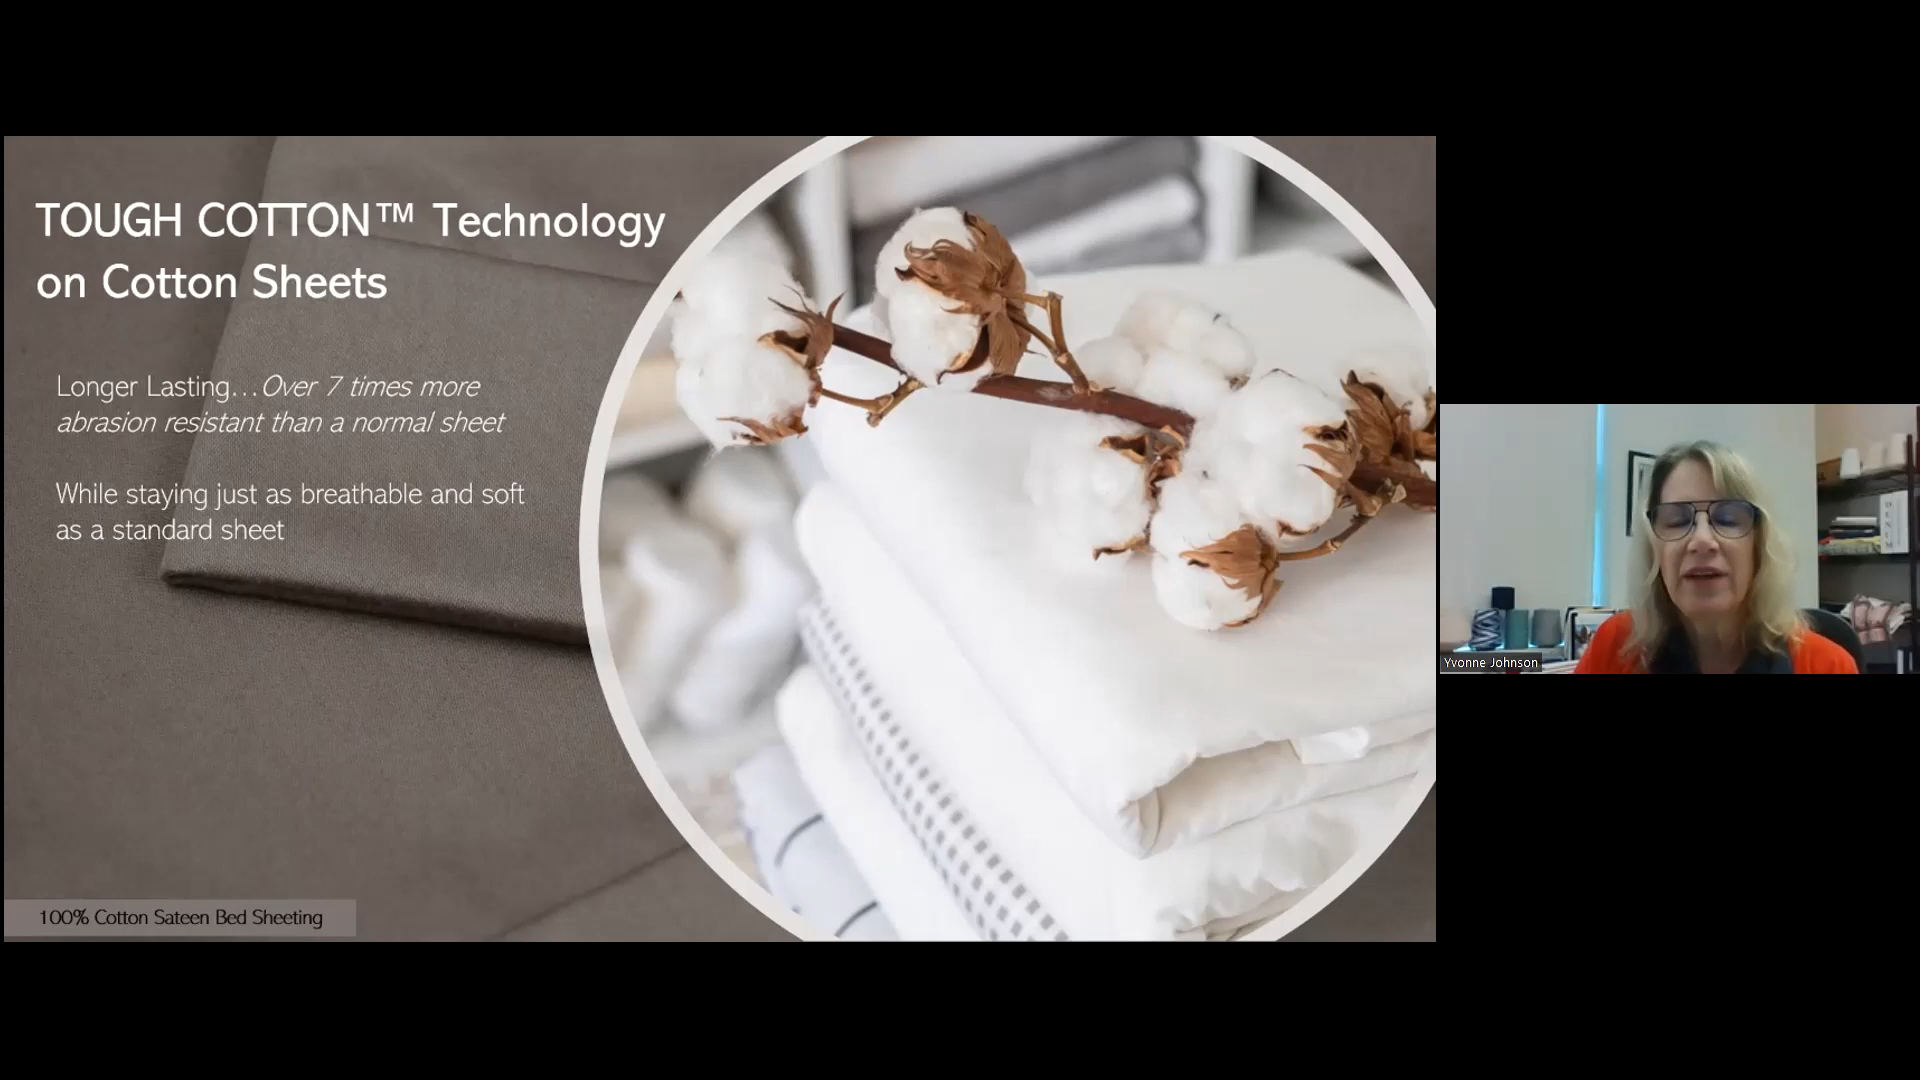 TOUGH COTTON™ Technology
on Cotton Sheets
Longer Lasting…Over 7 times more
abrasion resistant than a normal sheet
While staying just as breathable and soft
as a standard sheet
100% Cotton Sateen Bed Sheeting
Yvonne Johnson
DENIM